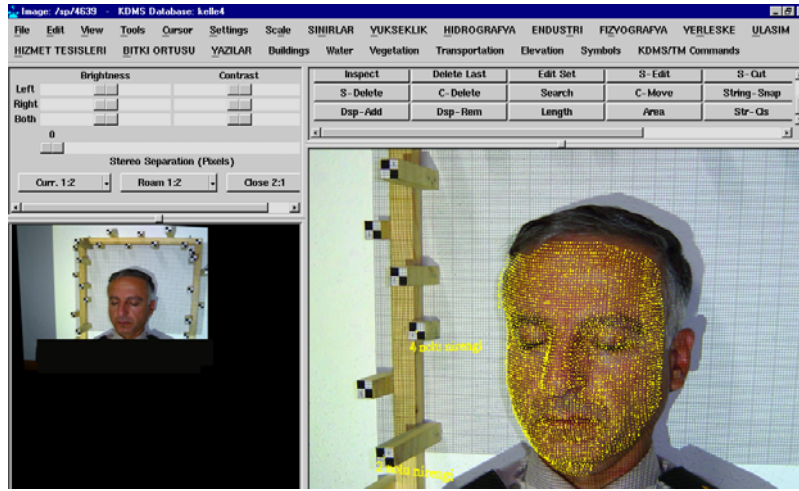 Image: /sp/4639 - KDMS Database: kelle4
File Edit View Tools Cursor Settings Scale SINIRLAR YUKSEKLIK HIDROGRAFYA ENDUSTRI FIZYOGRAFYA YERLESKE ULASIM
HIZMET TESISLERI BITKI ORTUSU YAZILAR Buildings Water Vegetation Transportation Elevation Symbols KDMS/TM Commands
Brightness Contrast
Left
Right
Both
0
Stereo Separation (Pixels)
Curr. 1:2 Roam 1:2 Close 2:1
Inspect Delete Last Edit Set S-Edit S-Cut
S-Delete C-Delete Search C-Move String-Snap
Dsp-Add Dsp-Rem Length Area Str-Cls
4 nolu nirengi
2 nolu nirengi